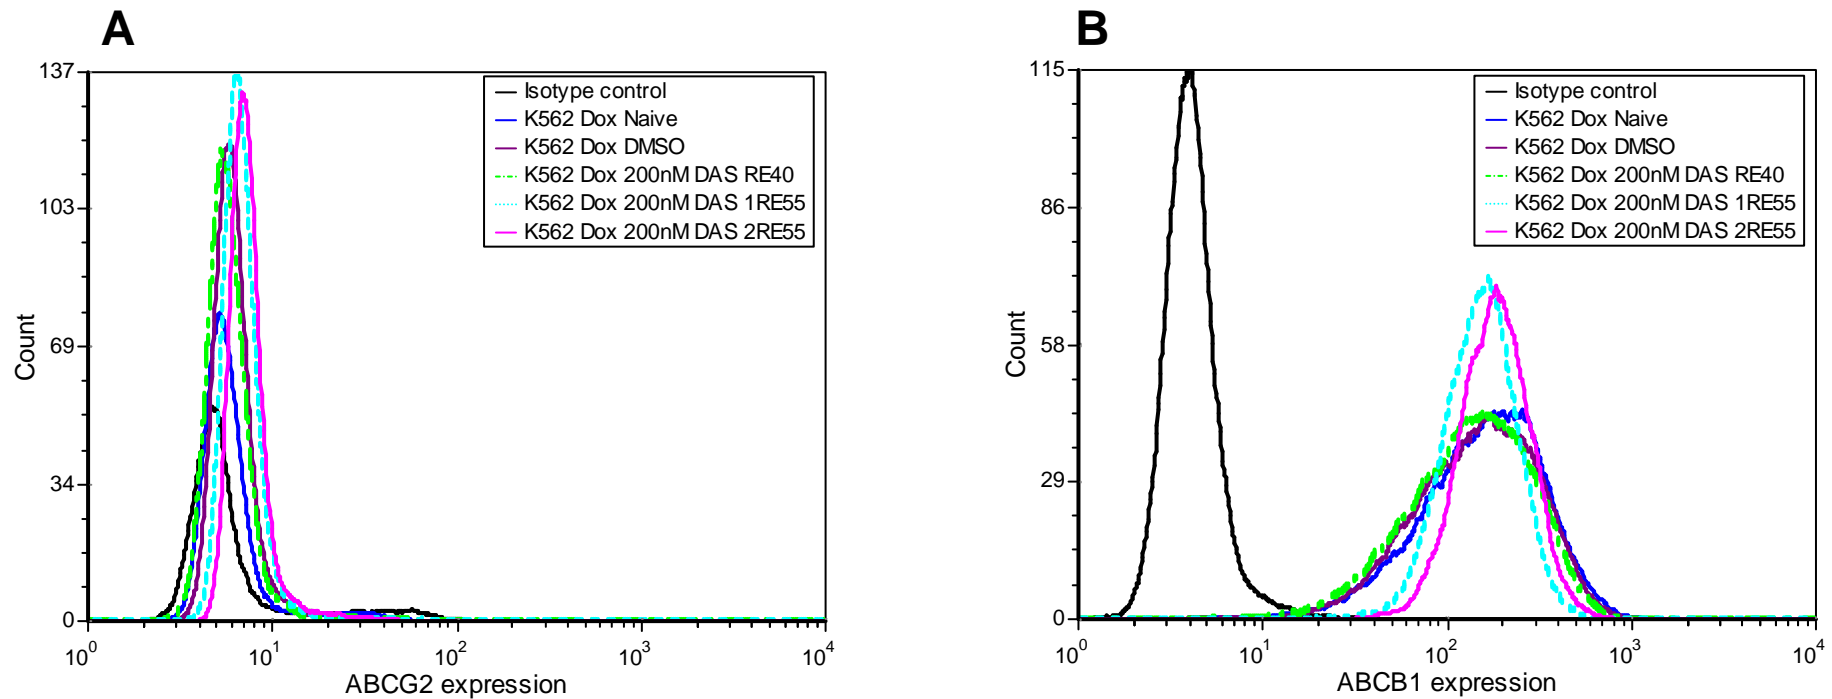 A
137
103
69
34
0
Count
10^0
10^1
10^2
10^3
10^4
ABCG2 expression
Isotype control
K562 Dox Naive
K562 Dox DMSO
K562 Dox 200nM DAS RE40
K562 Dox 200nM DAS 1RE55
K562 Dox 200nM DAS 2RE55
B
115
86
58
29
0
Count
10^0
10^1
10^2
10^3
10^4
ABCB1 expression
Isotype control
K562 Dox Naive
K562 Dox DMSO
K562 Dox 200nM DAS RE40
K562 Dox 200nM DAS 1RE55
K562 Dox 200nM DAS 2RE55